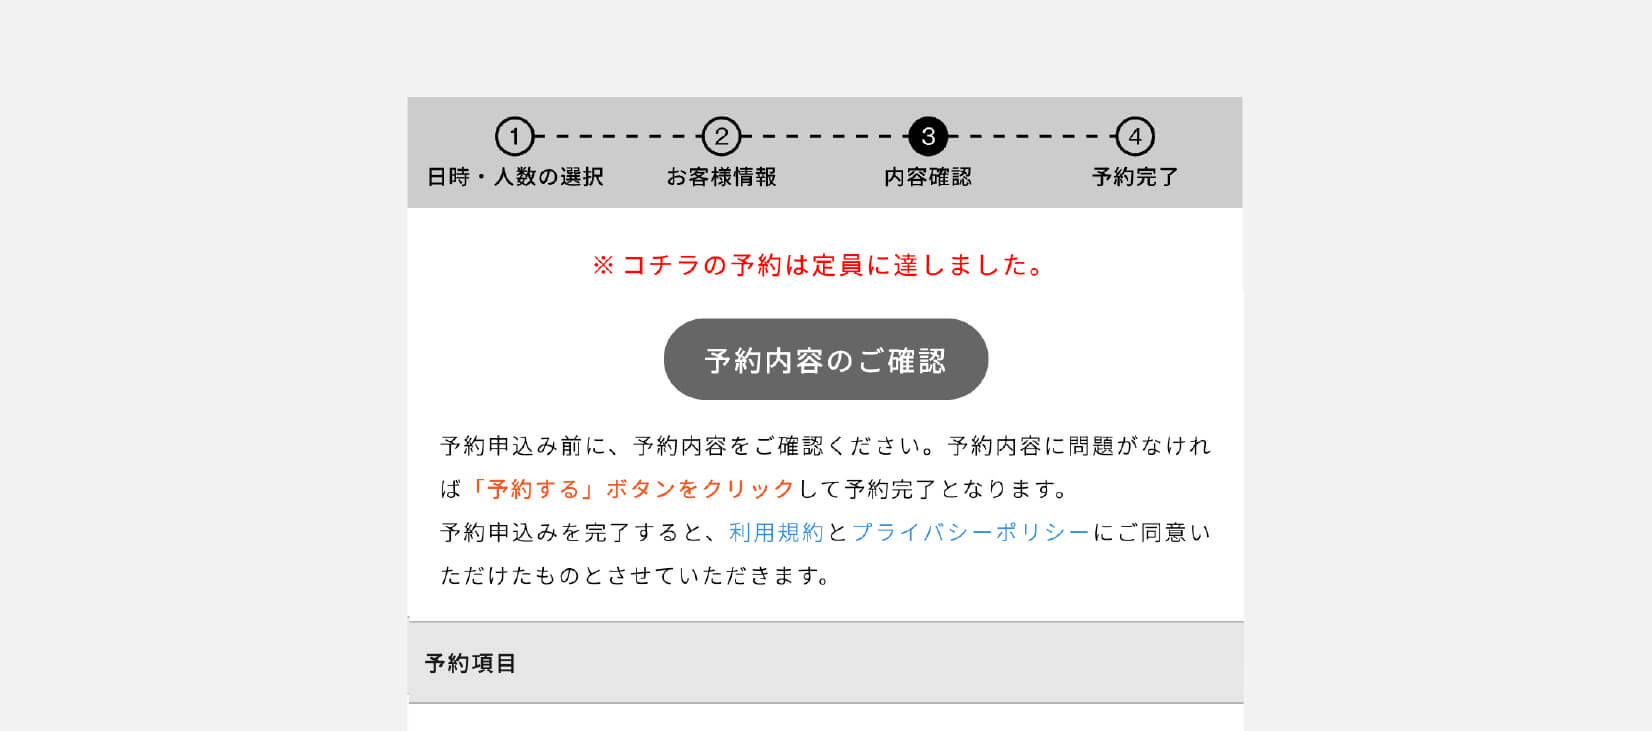 1 2 3 4
日時・人数の選択 お客様情報 内容確認 予約完了
※ コチラの予約は定員に達しました。
予約内容のご確認
予約申込み前に、予約内容をご確認ください。予約内容に問題がなけれ
ば「予約する」ボタンをクリックして予約完了となります。
予約申込みを完了すると、利用規約とプライバシーポリシーにご同意い
ただけたものとさせていただきます。
予約項目